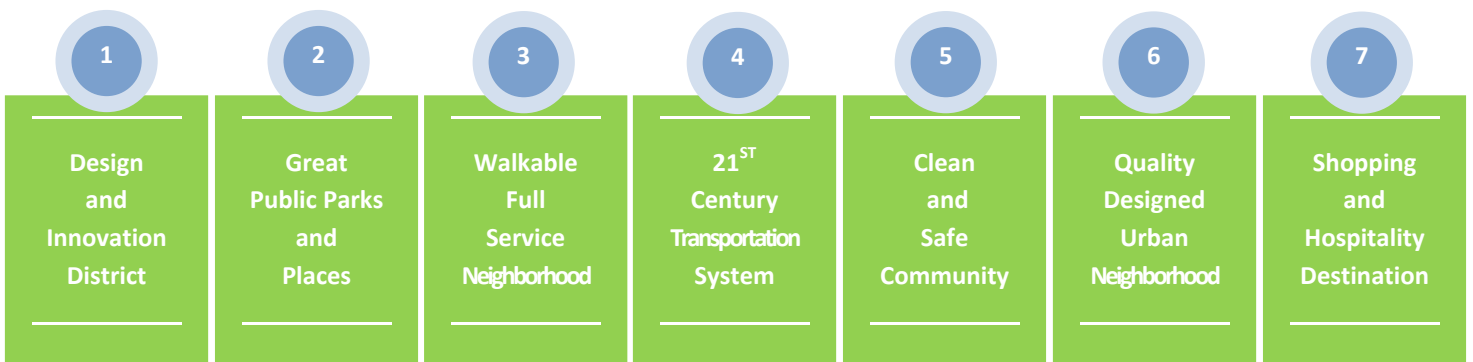 1
Design
and
Innovation
District
2
Great
Public Parks
and
Places
3
Walkable
Full
Service
Neighborhood
4
21ST
Century
Transportation
System
5
Clean
and
Safe
Community
6
Quality
Designed
Urban
Neighborhood
7
Shopping
and
Hospitality
Destination